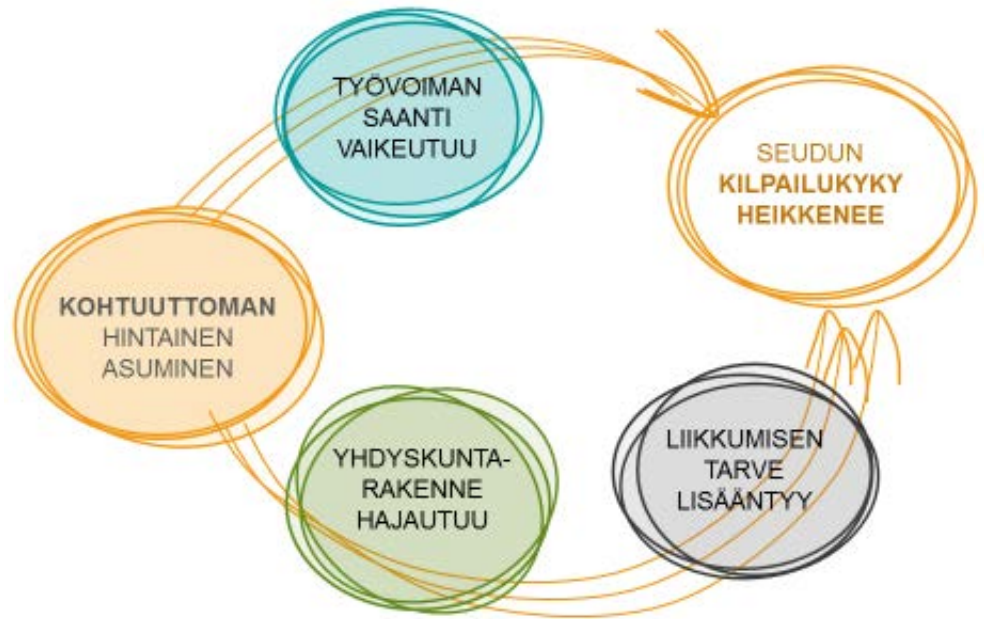 TYÖVOIMAN
SAANTI
VAIKEUTUU
SEUDUN
KILPAILUKYKY
HEIKKENEE
KOHTUUTTOMAN
HINTAINEN
ASUMINEN
YHDYSKUNTA-
RAKENNE
HAJAUTUU
LIIKKUMISEN
TARVE
LISÄÄNTYY